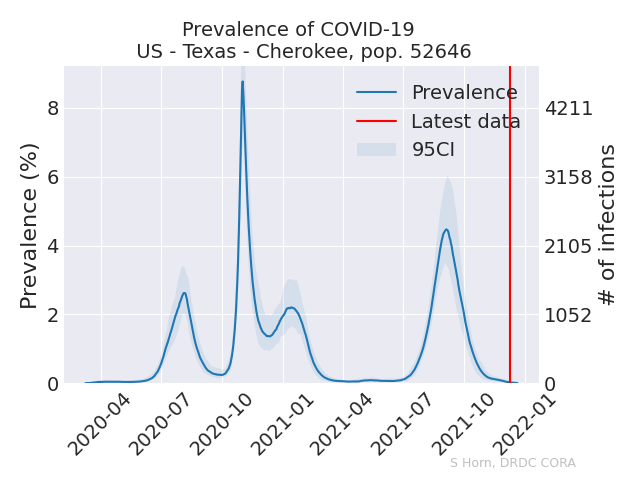 Prevalence of COVID-19
US - Texas - Cherokee, pop. 52646
Prevalence (%)
8
6
4
2
0
Prevalence
Latest data
95CI
4211
3158
2105
1052
0
# of infections
2020-04
2020-07
2020-10
2021-01
2021-04
2021-07
2021-10
2022-01
S Horn, DRDC CORA